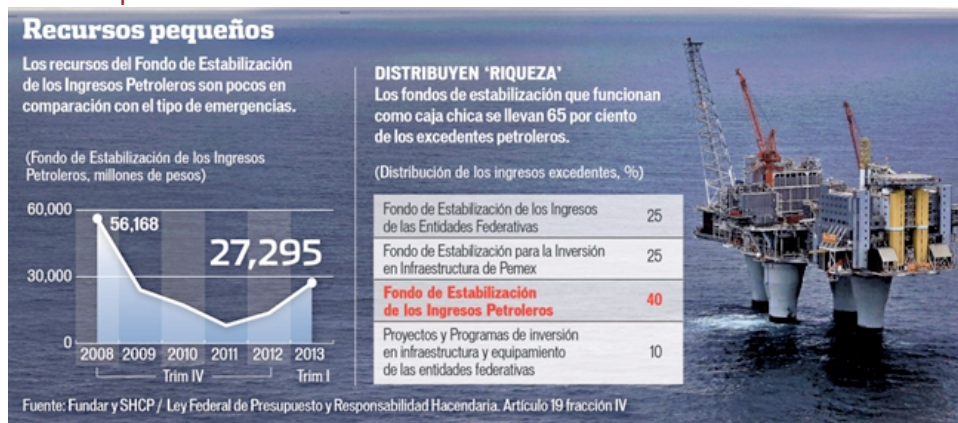 Recursos pequeños
Los recursos del Fondo de Estabilización
de los Ingresos Petroleros son pocos en
comparación con el tipo de emergencias.
(Fondo de Estabilización de los Ingresos
Petroleros, millones de pesos)
60,000
56,168
27,295
30,000
0
2008 2009 2010 2011 2012 2013
Trim IV Trim I
DISTRIBUYEN ‘RIQUEZA’
Los fondos de estabilización que funcionan
como caja chica se llevan 65 por ciento
de los excedentes petroleros.
(Distribución de los ingresos excedentes, %)
Fondo de Estabilización de los Ingresos
de las Entidades Federativas 25
Fondo de Estabilización para la Inversión
en Infraestructura de Pemex 25
Fondo de Estabilización
de los Ingresos Petroleros 40
Proyectos y Programas de inversión
en infraestructura y equipamiento 10
de las entidades federativas
Fuente: Fundar y SHCP / Ley Federal de Presupuesto y Responsabilidad Hacendaria. Artículo 19 fracción IV